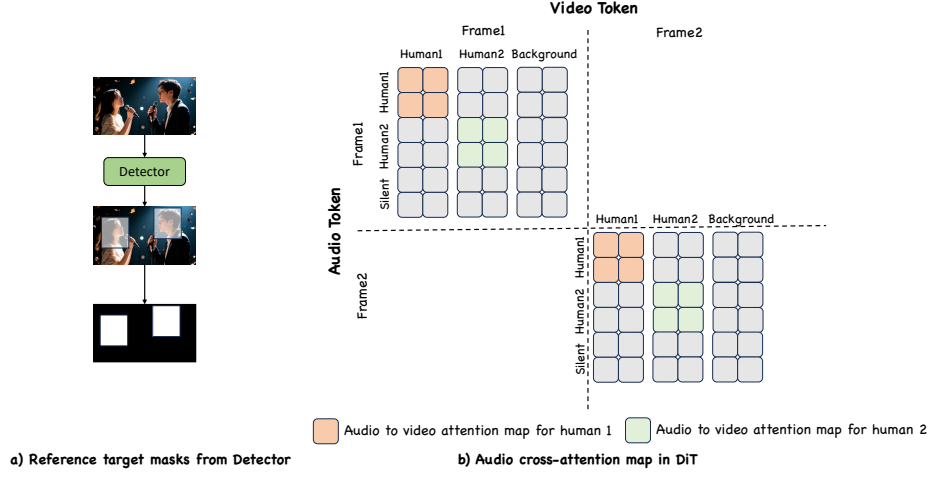 Video Token
Frame1
Frame2
Human1 Human2 Background
Human1
Human2
Silent
Frame1
Detector
Audio Token
Human1 Human2 Background
Human1
Human2
Silent
Frame2
Audio to video attention map for human 1
Audio to video attention map for human 2
a) Reference target masks from Detector
b) Audio cross-attention map in DiT